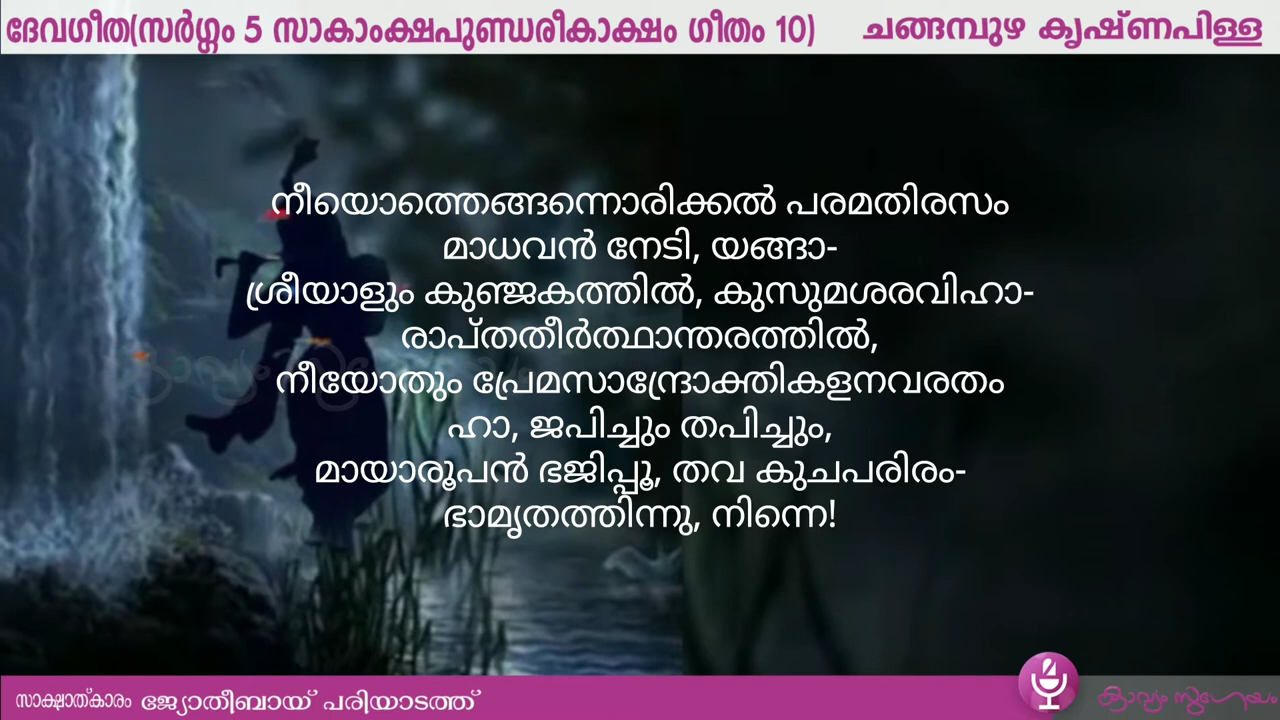 ദേവഗീത(സർഗ്ഗം 5 സാകാംക്ഷപുണ്ഡരീകാക്ഷം ഗീതം 10) ചങ്ങമ്പുഴ കൃഷ്ണപിള്ള
നീയൊത്തെങ്ങന്നൊരിക്കൽ പരമതിരസം
മാധവൻ നേടി, യങ്ങാ-
ശ്രീയാളും കുഞ്ജകത്തിൽ, കുസുമശരവിഹാ-
രാപ്തതീർത്ഥാന്തരത്തിൽ,
നീയോതും പ്രേമസാന്ദ്രോക്തികളനവരതം
ഹാ, ജപിച്ചും തപിച്ചും,
മായാരൂപൻ ഭജിപ്പൂ, തവ കുചപരിരം-
ഭാമൃതത്തിന്നു, നിന്നെ!
സാക്ഷാത്കാരം ജ്യോതീബായ് പരിയാടത്ത്
കാവ്യം സുഗേയം